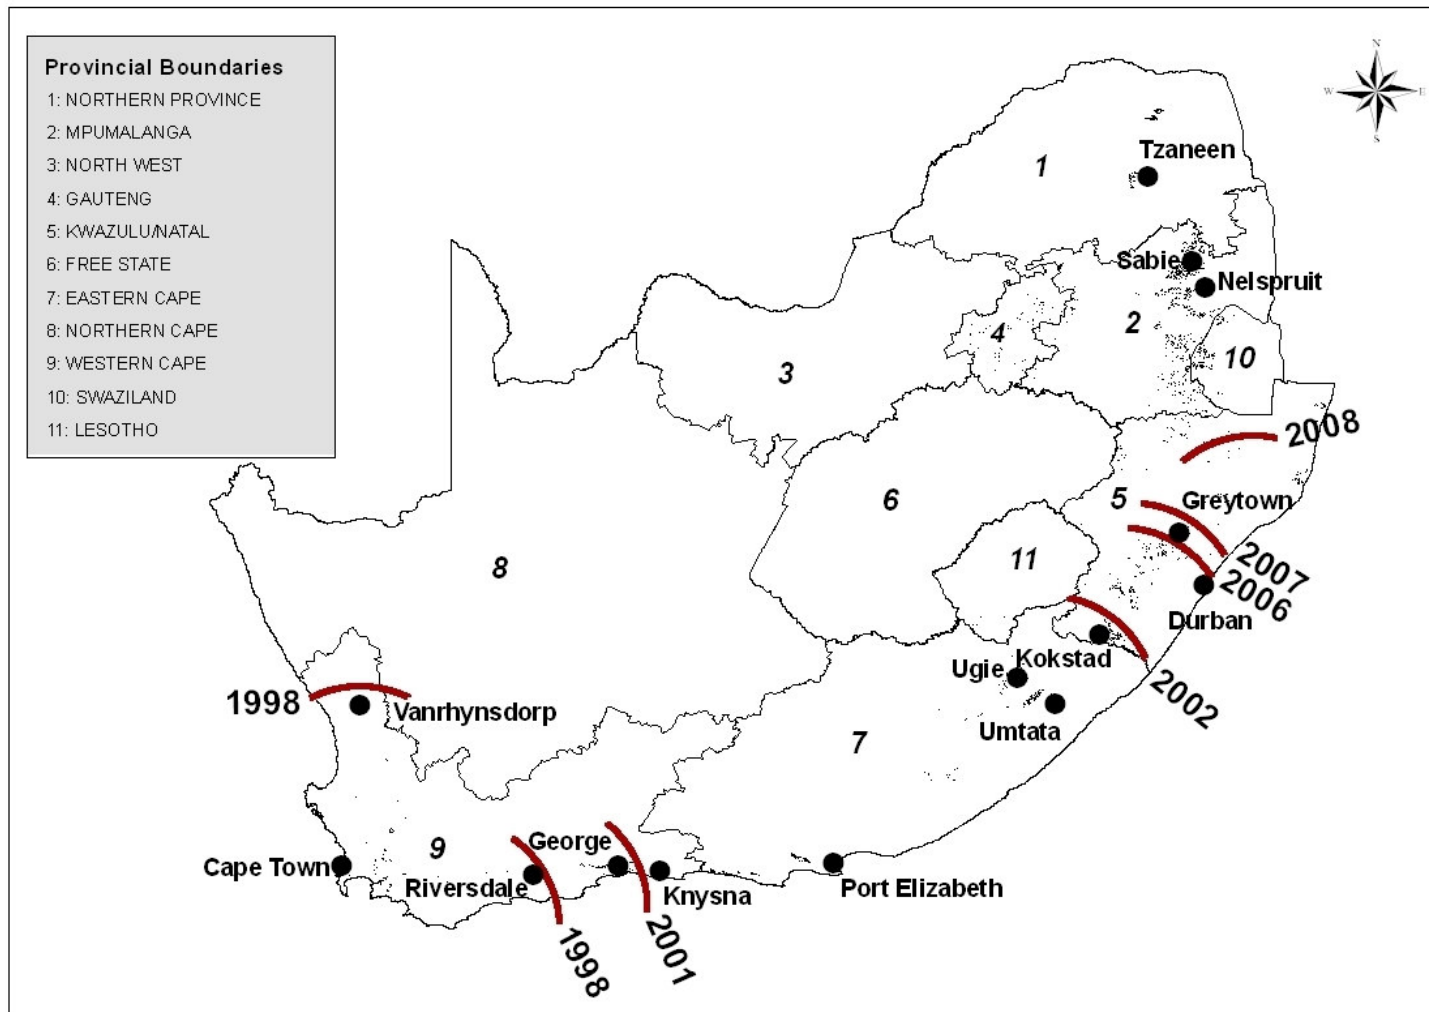 Provincial Boundaries
1: NORTHERN PROVINCE
2: MPUMALANGA
3: NORTH WEST
4: GAUTENG
5: KWAZULU/NATAL
6: FREE STATE
7: EASTERN CAPE
8: NORTHERN CAPE
9: WESTERN CAPE
10: SWAZILAND
11: LESOTHO
N
W
E
S
1
Tzaneen
Sabie
Nelspruit
2
4
3
10
2008
5
Greytown
6
11
8
2007
2006
Durban
Ugie
Kokstad
2002
Umtata
1998
Vanrhynsdorp
7
9
George
Cape Town
Riversdale
Knysna
Port Elizabeth
1998
2001